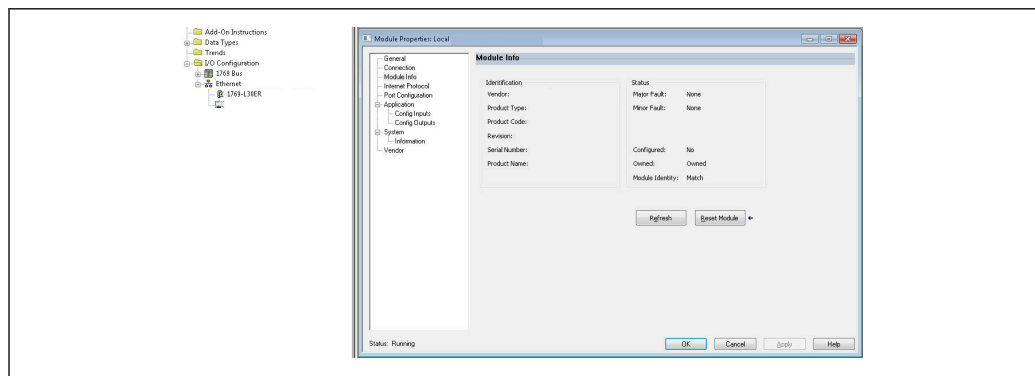 Add-On Instructions
Data Types
Trends
I/O Configuration
1769 Bus
Ethernet
1769-L30ER
Module Properties: Local
General
Connection
Module Info
Internet Protocol
Port Configuration
Application
Config Inputs
Config Outputs
System
Information
Vendor
Module Info
Identification
Vendor:
Product Type:
Product Code:
Revision:
Serial Number:
Product Name:
Status
Major Fault: None
Minor Fault: None
Configured: No
Owned: Owned
Module Identity: Match
Refresh
Reset Module
Status: Running
OK
Cancel
Apply
Help